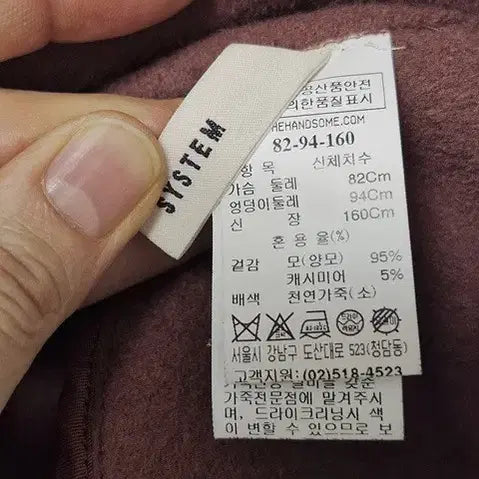 SYSTEM
공산품안전
의한품질표시
HEHANDSOME.COM
82-94-160
항 목 신체치수
가슴 둘레 82Cm
엉덩이둘레 94Cm
신 장 160Cm
혼 용 율(%)
겉감 모(양모) 95%
캐시미어 5%
배색 천연가죽(소)
서울시 강남구 도산대로 523(청담동)
고객지원: (02)518-4523
가죽전문점에 맡겨주시
며, 드라이크리닝시 색
이 변할 수 있으므로 보